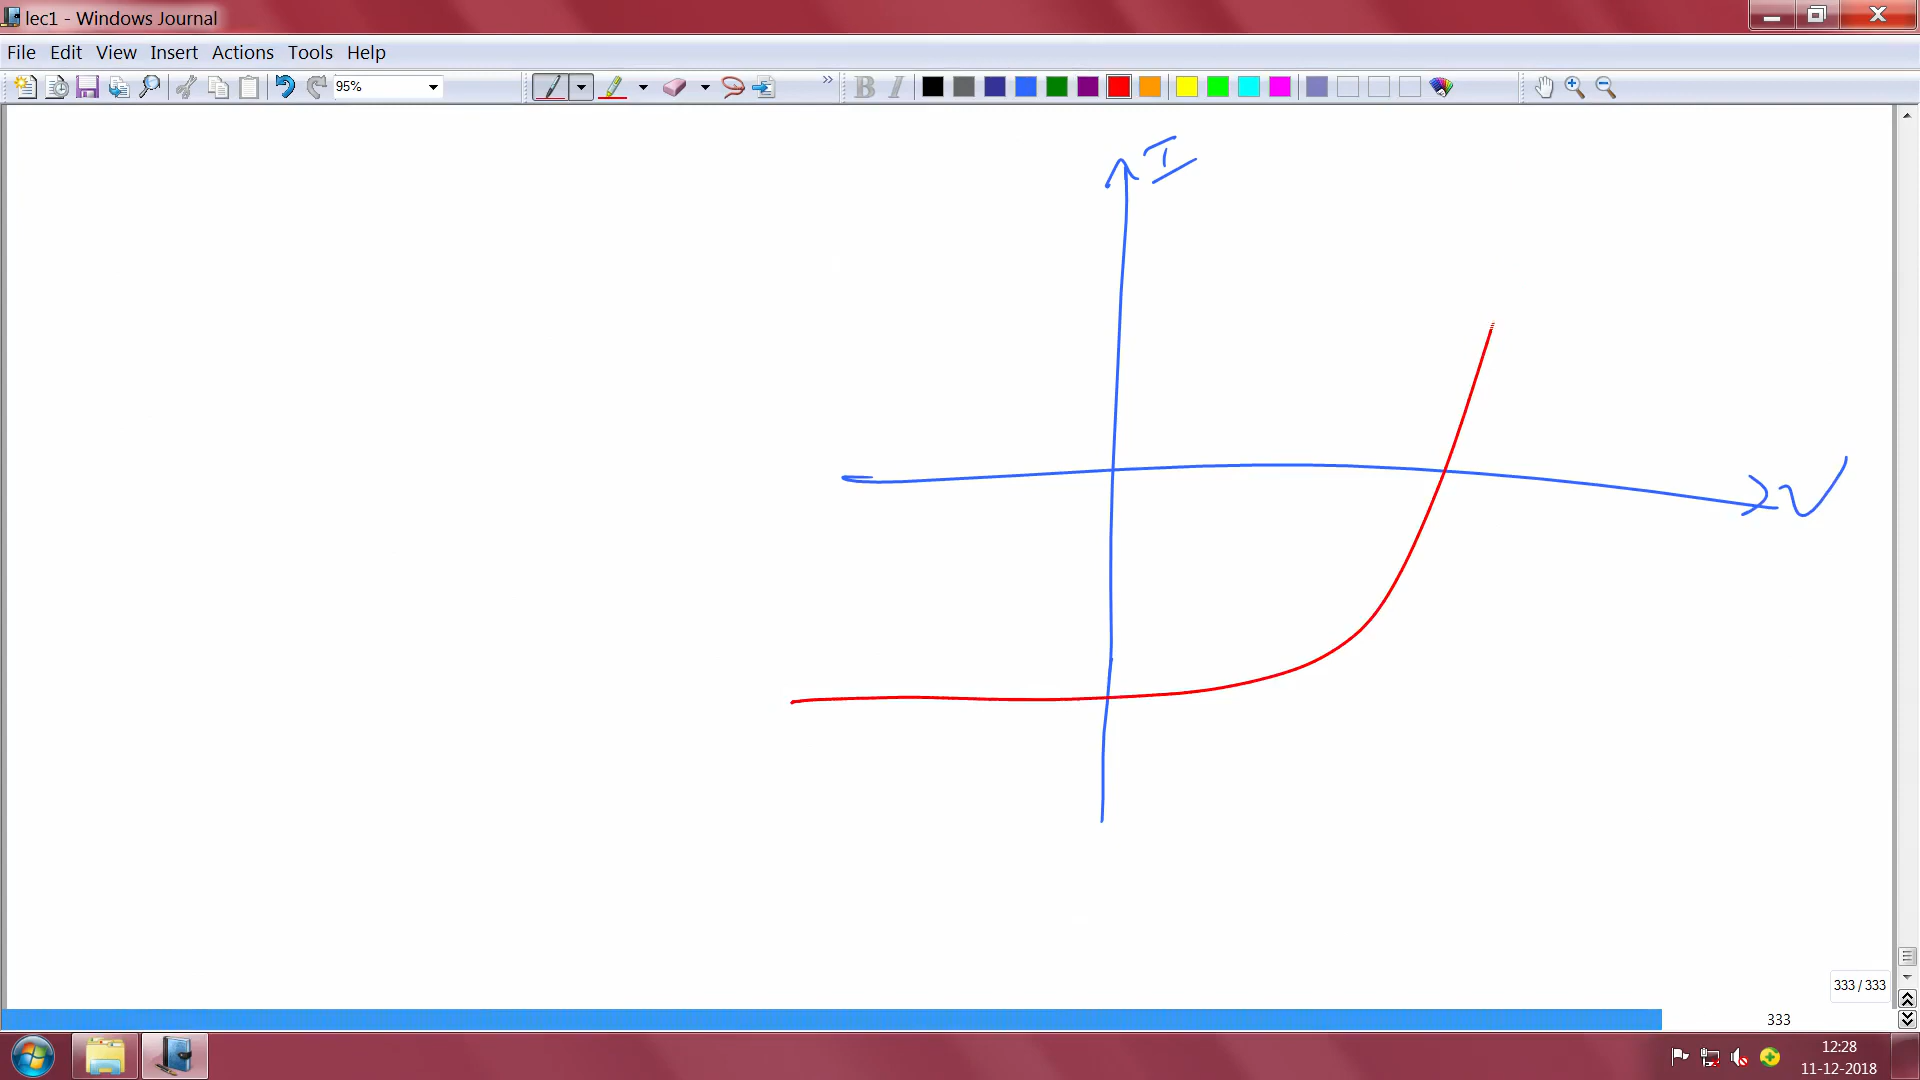 lec1 - Windows Journal
File Edit View Insert Actions Tools Help
95%
B I
I
V
333 / 333
333
12:28
11-12-2018